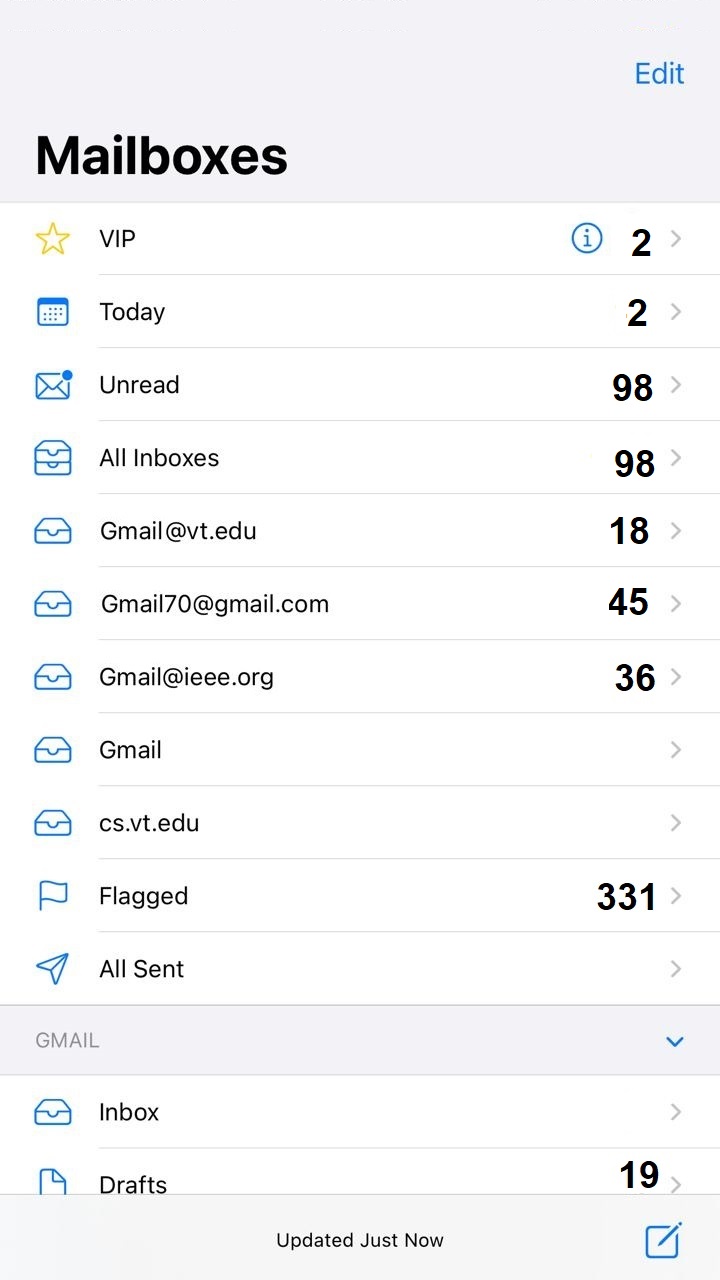 Edit
Mailboxes
VIP 2
Today 2
Unread 98
All Inboxes 98
Gmail@vt.edu 18
Gmail70@gmail.com 45
Gmail@ieee.org 36
Gmail
cs.vt.edu
Flagged 331
All Sent
GMAIL
Inbox
Drafts 19
Updated Just Now